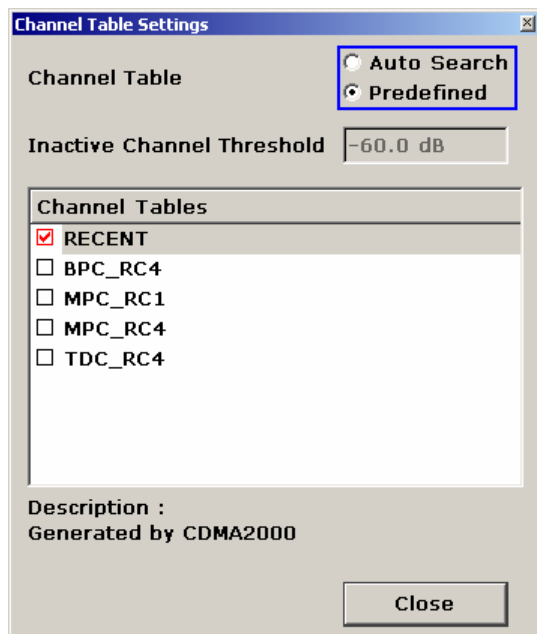 Channel Table Settings
Channel Table
Auto Search
Predefined
Inactive Channel Threshold -60.0 dB
Channel Tables
RECENT
BPC_RC4
MPC_RC1
MPC_RC4
TDC_RC4
Description :
Generated by CDMA2000
Close